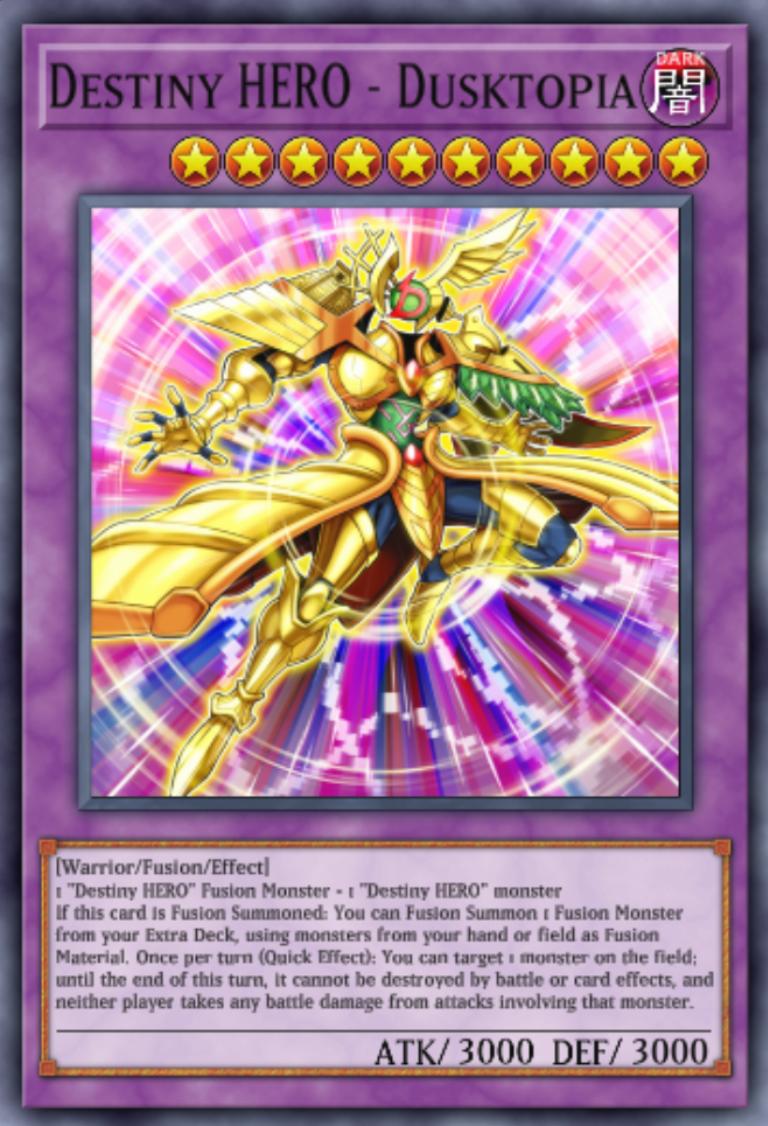 DESTINY HERO - DUSKTOPIA
DARK
闇
[Warrior/Fusion/Effect]
1 "Destiny HERO" Fusion Monster - 1 "Destiny HERO" monster
If this card is Fusion Summoned: You can Fusion Summon 1 Fusion Monster
from your Extra Deck, using monsters from your hand or field as Fusion
Material. Once per turn (Quick Effect): You can target 1 monster on the field;
until the end of this turn, it cannot be destroyed by battle or card effects, and
neither player takes any battle damage from attacks involving that monster.
ATK/ 3000 DEF/ 3000